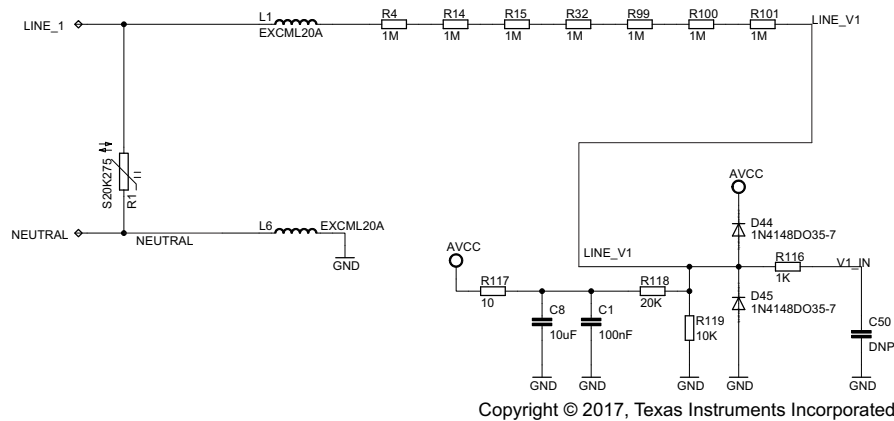 LINE_1
L1
EXCML20A
R4
1M
R14
1M
R15
1M
R32
1M
R99
1M
R100
1M
R101
1M
LINE_V1
S20K275
R1
NEUTRAL
NEUTRAL
L6
EXCML20A
GND
AVCC
D44
1N4148DO35-7
LINE_V1
AVCC
R116
1K
V1_IN
R117
10
R118
20K
D45
1N4148DO35-7
C8
10uF
C1
100nF
R119
10K
C50
DNP
GND
GND
GND
GND
GND
Copyright © 2017, Texas Instruments Incorporated